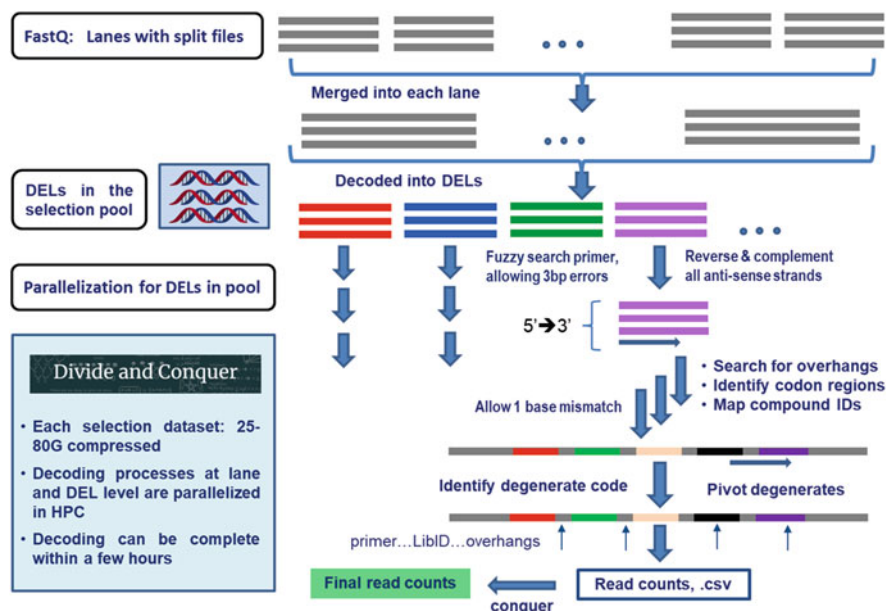 FastQ: Lanes with split files
Merged into each lane
DELs in the
selection pool
Decoded into DELs
Fuzzy search primer,
allowing 3bp errors
Reverse & complement
all anti-sense strands
Parallelization for DELs in pool
5'➔3'
Divide and Conquer
• Each selection dataset: 25-
80G compressed
• Decoding processes at lane
and DEL level are parallelized
in HPC
• Decoding can be complete
within a few hours
• Search for overhangs
• Identify codon regions
• Map compound IDs
Allow 1 base mismatch
Identify degenerate code
Pivot degenerates
primer...LibID...overhangs
Final read counts
conquer
Read counts, .csv